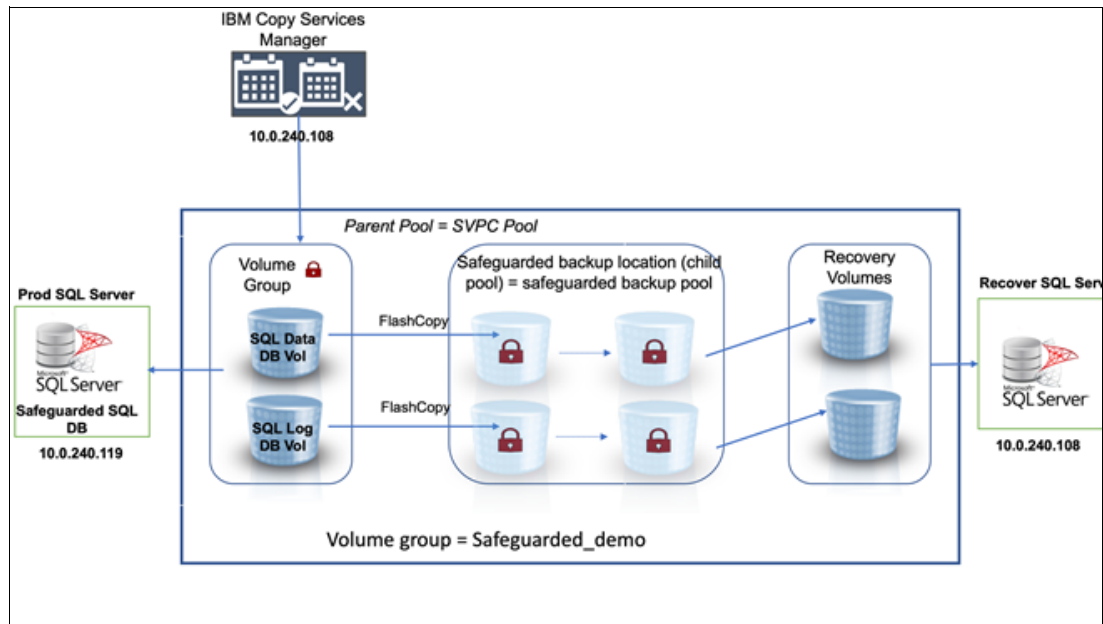 IBM Copy Services
Manager
10.0.240.108
Parent Pool = SVPC Pool
Volume
Group
Safeguarded backup location (child
pool) = safeguarded backup pool
Recovery
Volumes
Prod SQL Server
Microsoft
SQL Server
Safeguarded SQL
DB
10.0.240.119
SQL Data
DB Vol
FlashCopy
SQL Log
DB Vol
FlashCopy
Recover SQL Serv
Microsoft
SQL Server
10.0.240.108
Volume group = Safeguarded_demo